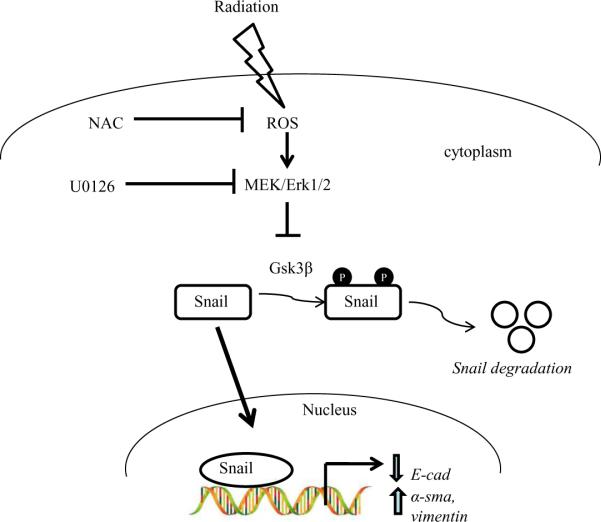 Radiation
NAC
ROS
cytoplasm
U0126
MEK/Erk1/2
Gsk3β
P P
Snail
Snail
Snail degradation
Nucleus
Snail
E-cad
α-sma,
vimentin